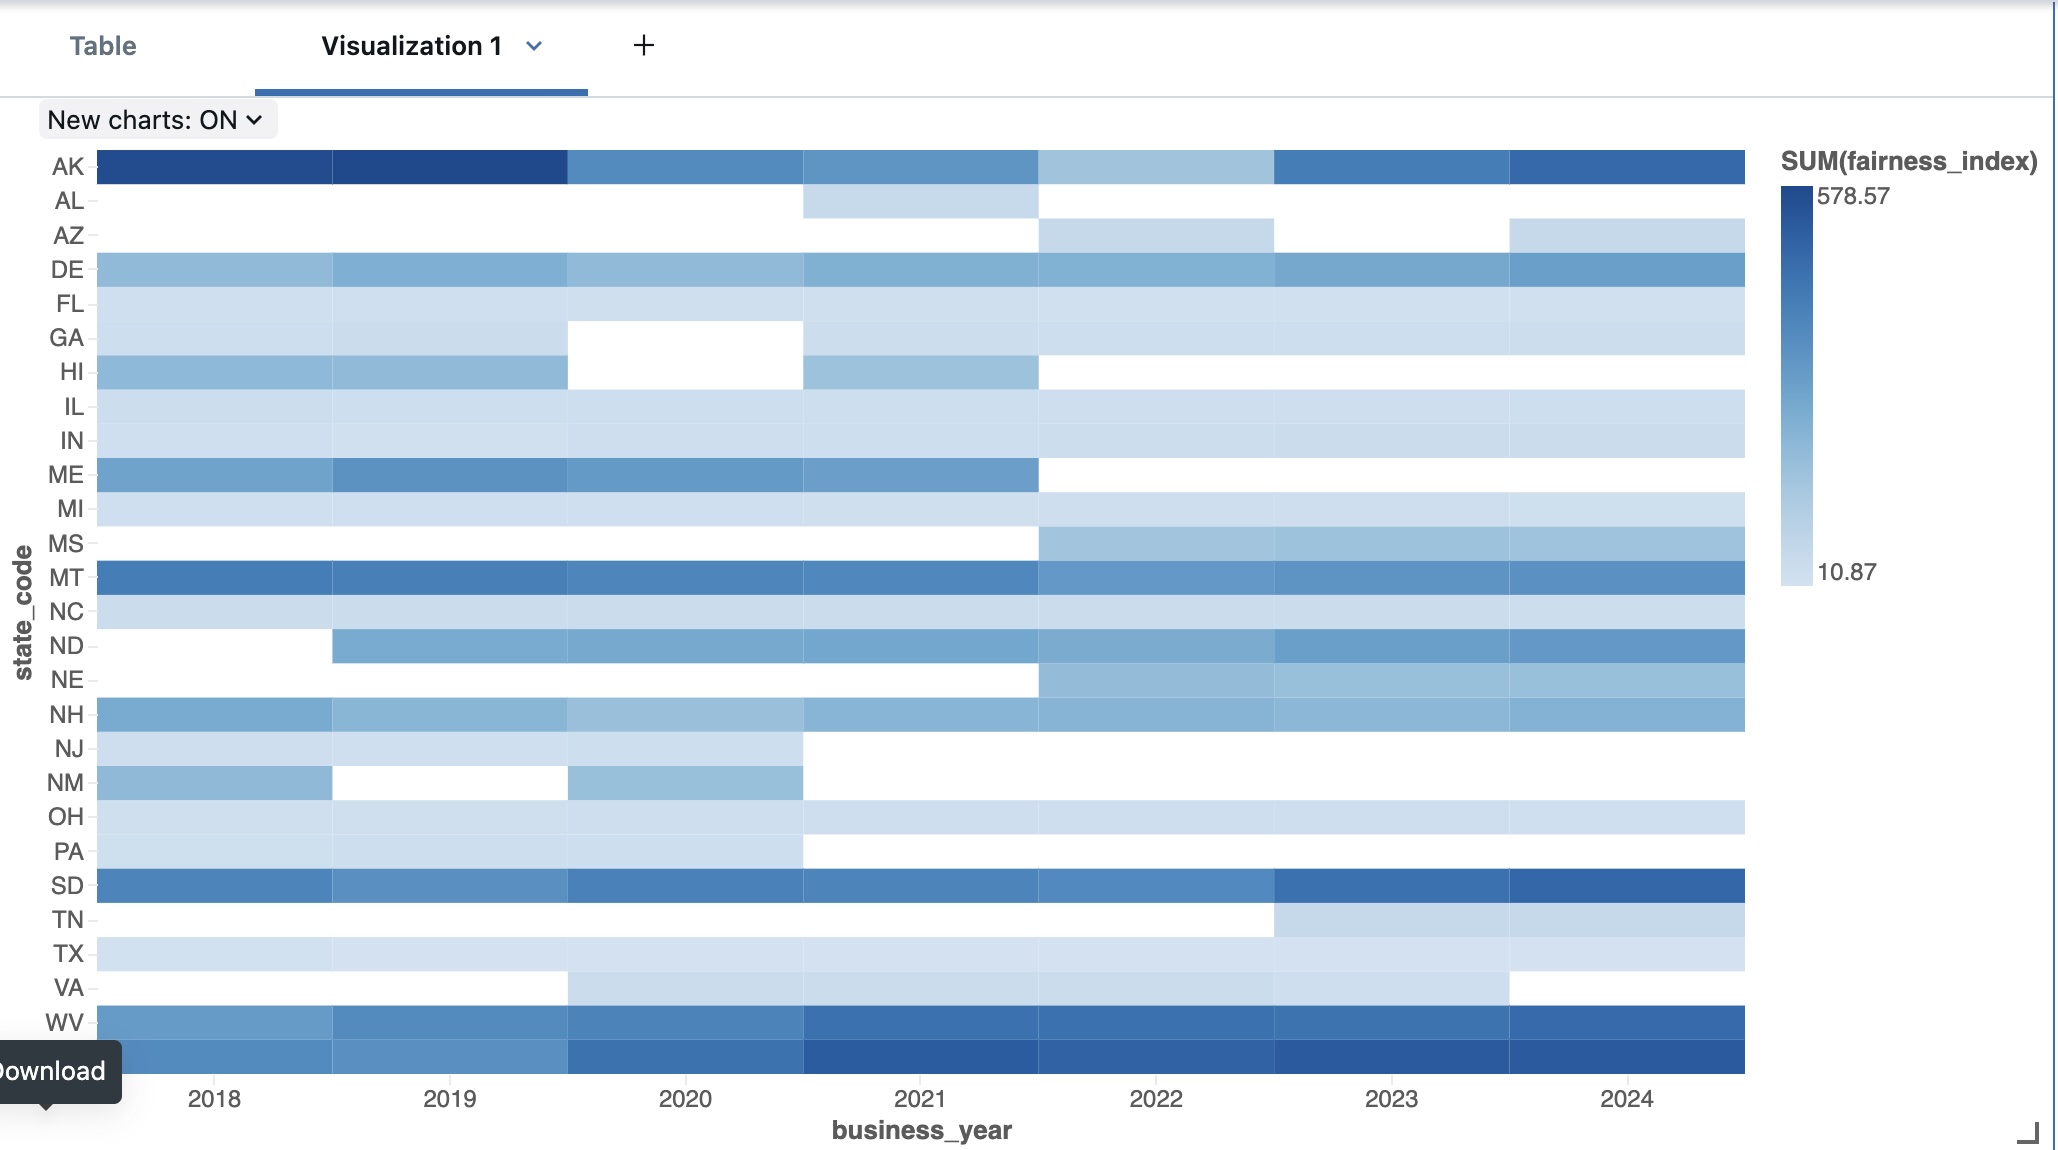 Table Visualization 1 +
New charts: ON
SUM(fairness_index)
578.57
10.87
state_code
AK
AL
AZ
DE
FL
GA
HI
IL
IN
ME
MI
MS
MT
NC
ND
NE
NH
NJ
NM
OH
PA
SD
TN
TX
VA
WV
Download
2018 2019 2020 2021 2022 2023 2024
business_year